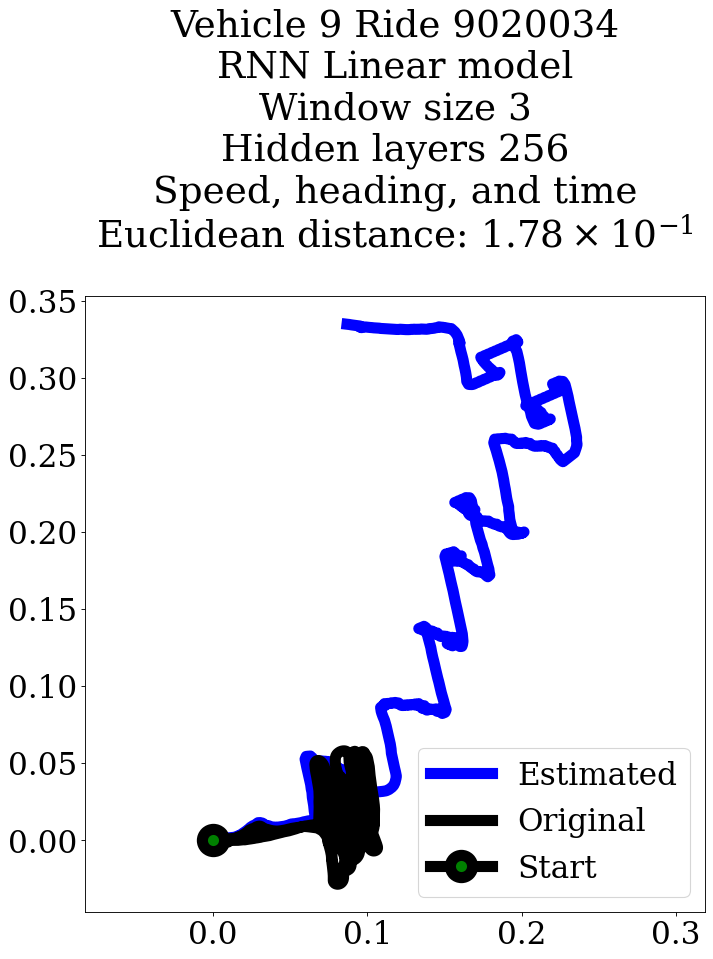 Vehicle 9 Ride 9020034
RNN Linear model
Window size 3
Hidden layers 256
Speed, heading, and time
Euclidean distance: 1.78 × 10⁻¹
0.35
0.30
0.25
0.20
0.15
0.10
0.05
0.00
Estimated
Original
Start
0.0 0.1 0.2 0.3